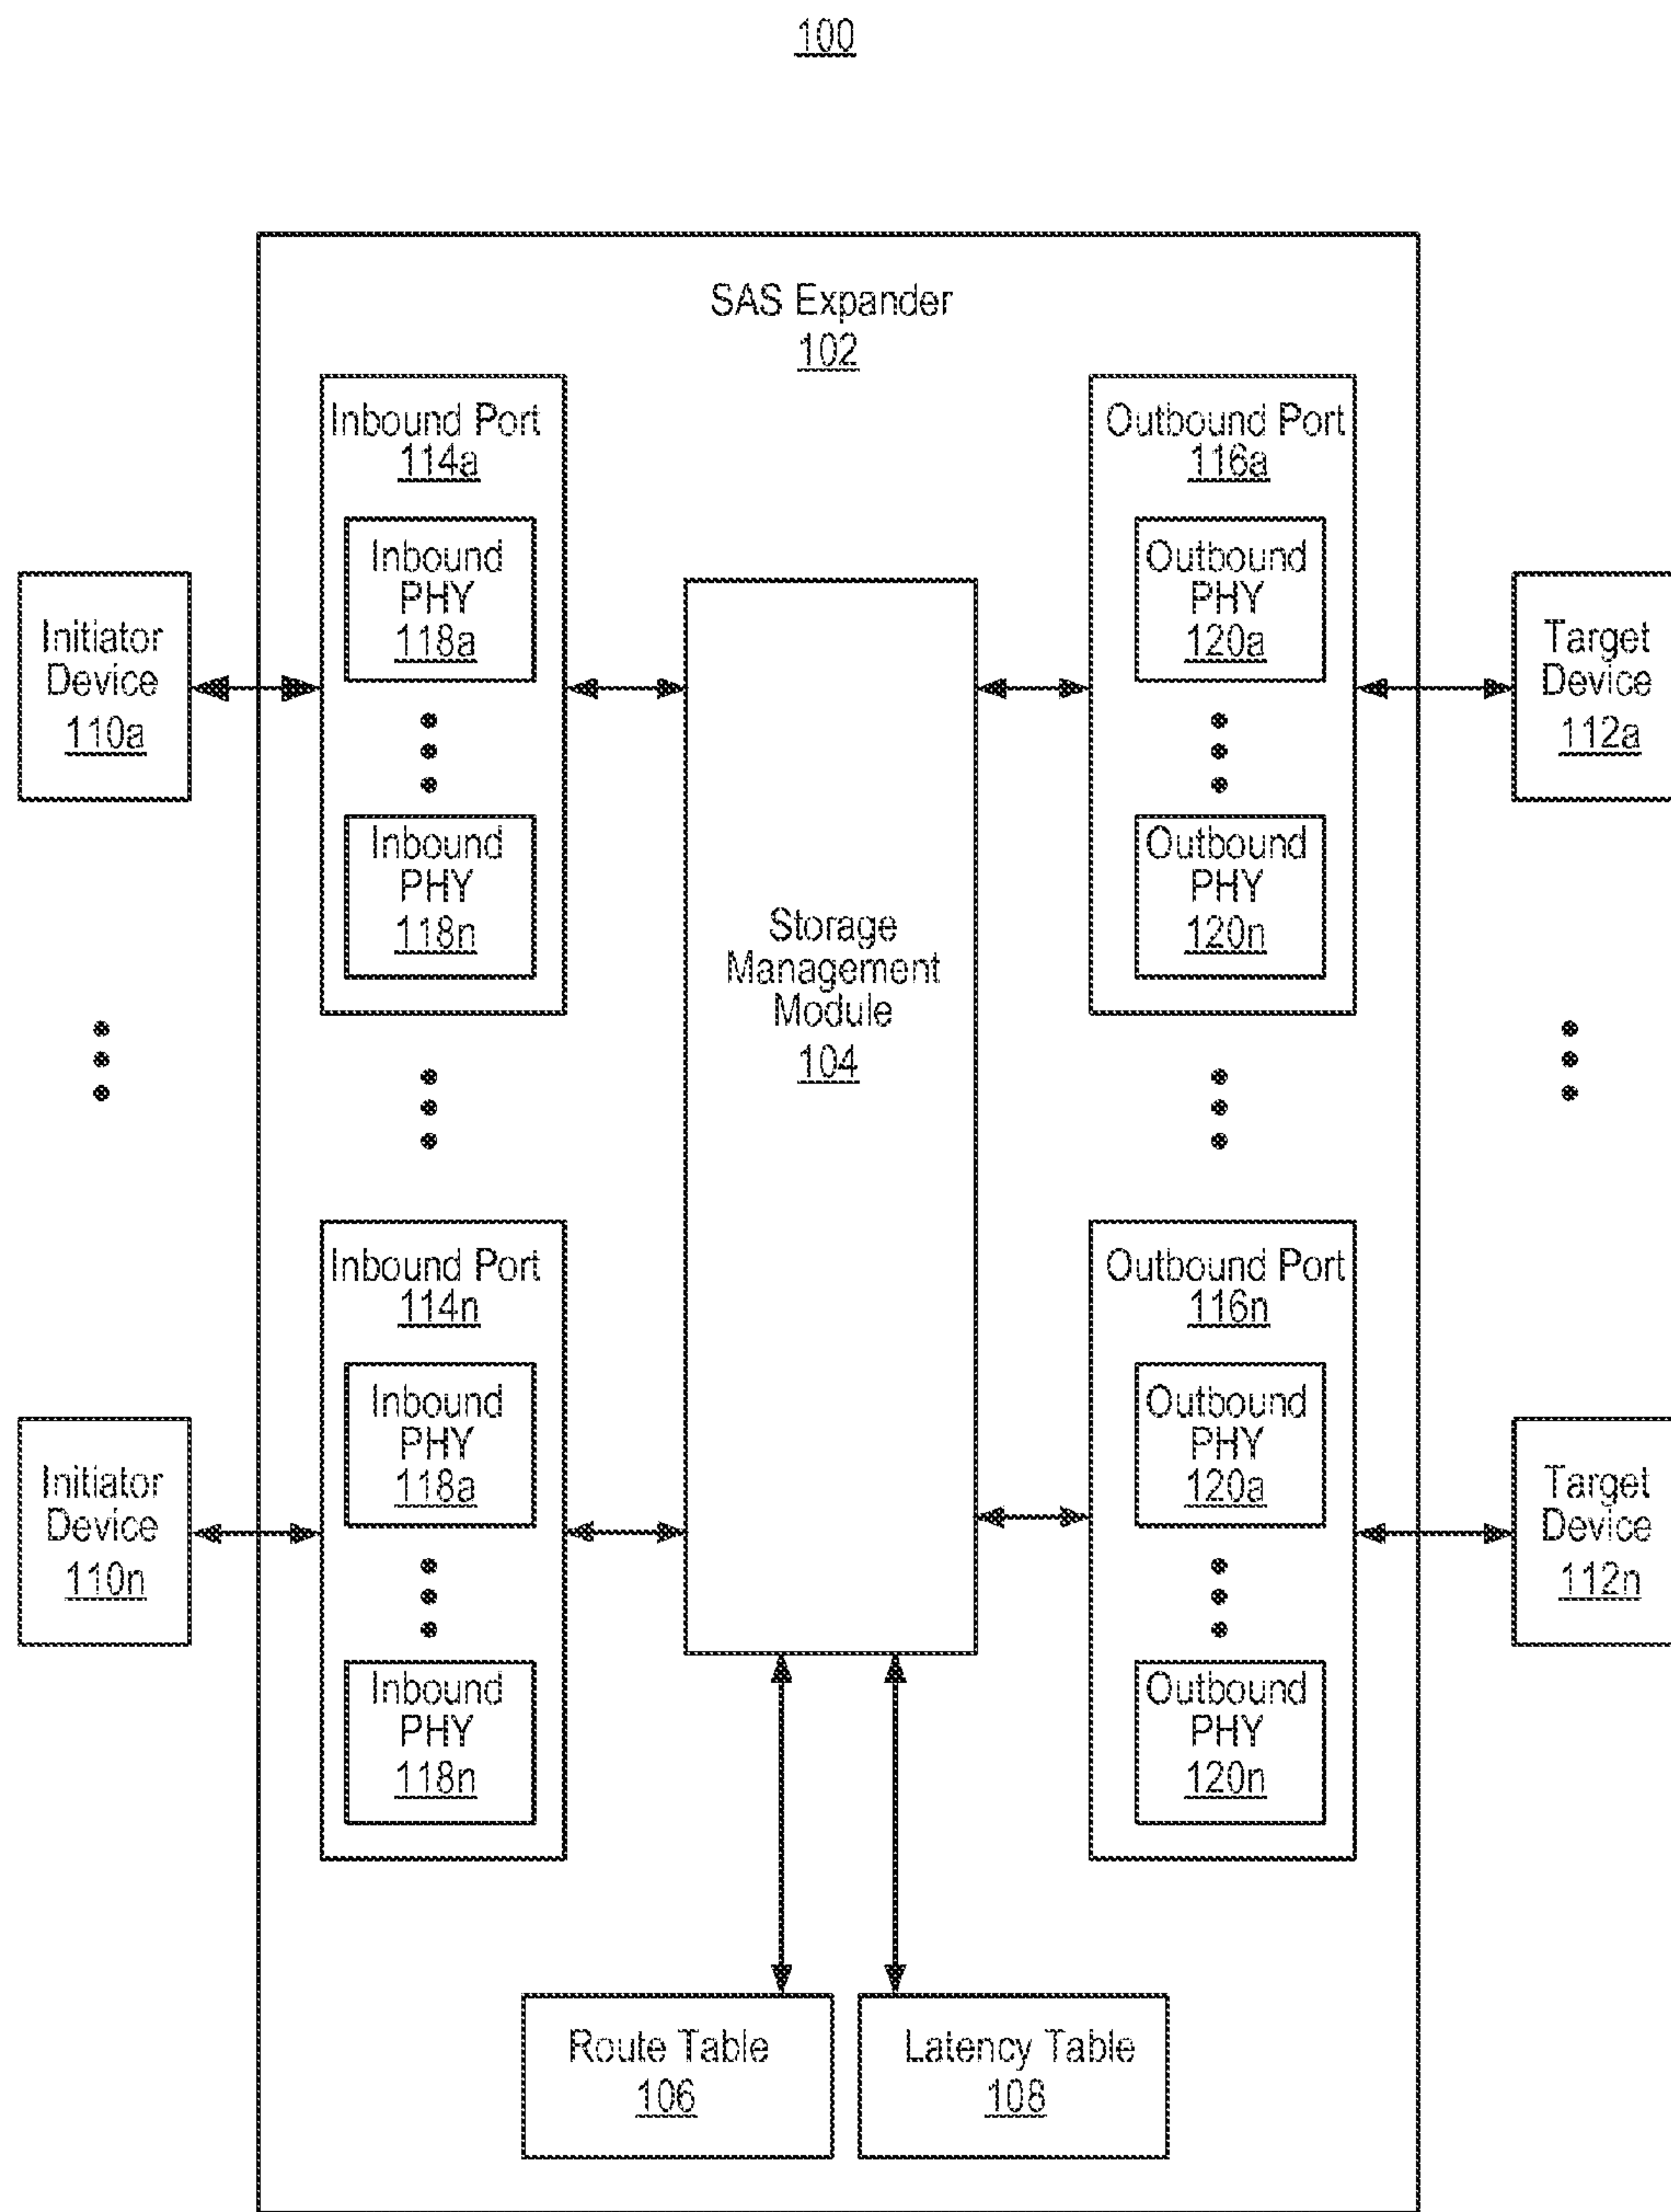 100
SAS Expander
102
Inbound Port
114a
Inbound
PHY
118a
Inbound
PHY
118n
Outbound Port
116a
Outbound
PHY
120a
Outbound
PHY
120n
Initiator
Device
110a
Storage
Management
Module
104
Target
Device
112a
Inbound Port
114n
Inbound
PHY
118a
Inbound
PHY
118n
Outbound Port
116n
Outbound
PHY
120a
Outbound
PHY
120n
Initiator
Device
110n
Target
Device
112n
Route Table
106
Latency Table
108